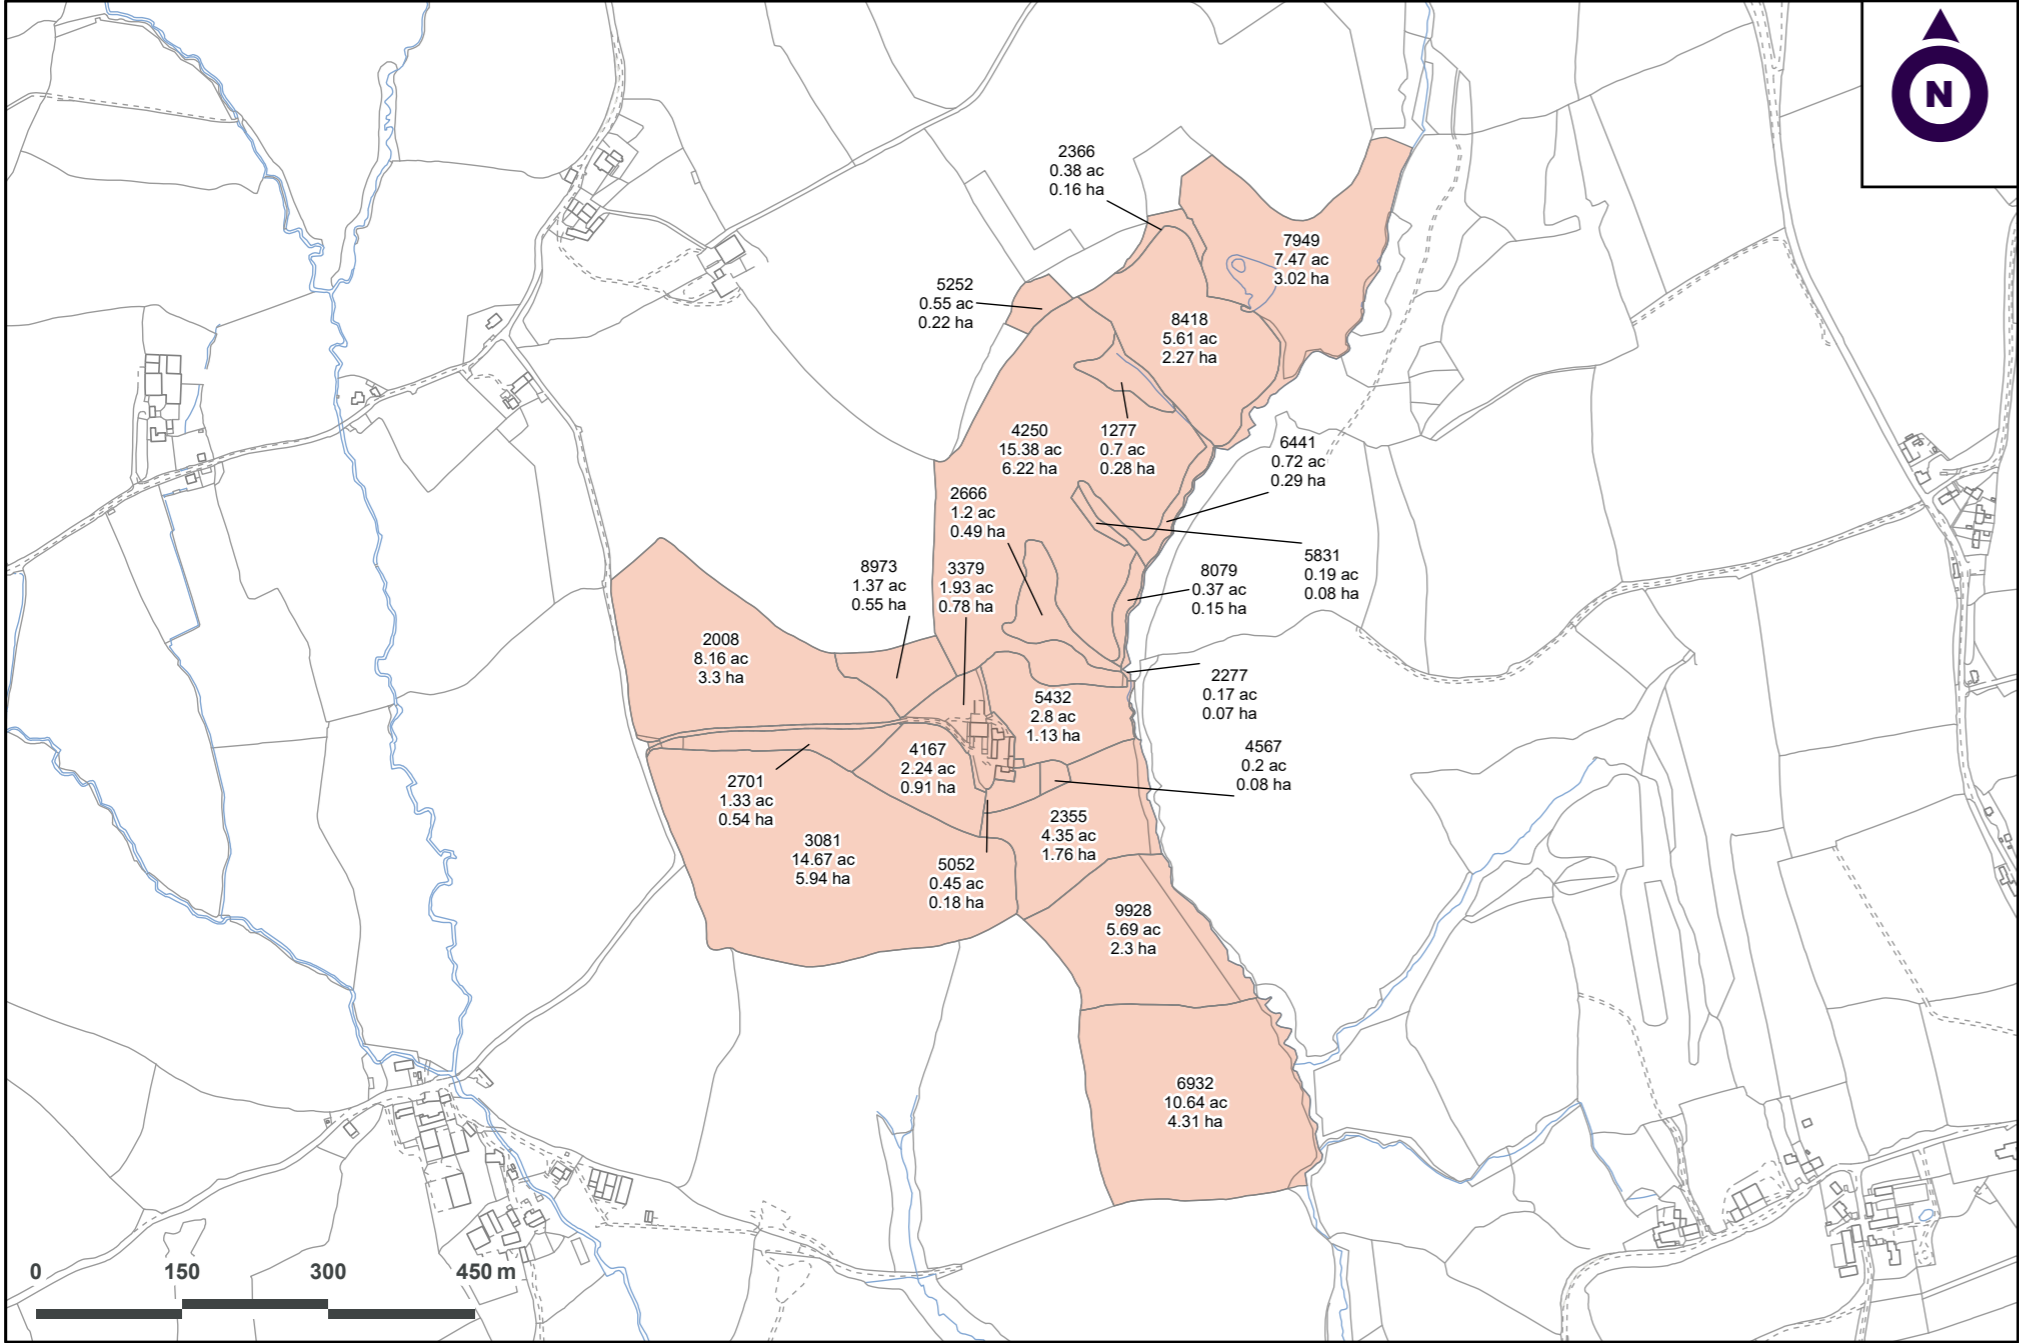 N
2366
0.38 ac
0.16 ha
7949
7.47 ac
3.02 ha
5252
0.55 ac
0.22 ha
8418
5.61 ac
2.27 ha
4250
15.38 ac
6.22 ha
1277
0.7 ac
0.28 ha
6441
0.72 ac
0.29 ha
2666
1.2 ac
0.49 ha
5831
0.19 ac
0.08 ha
8973
1.37 ac
0.55 ha
3379
1.93 ac
0.78 ha
8079
0.37 ac
0.15 ha
2008
8.16 ac
3.3 ha
2277
0.17 ac
0.07 ha
5432
2.8 ac
1.13 ha
4167
2.24 ac
0.91 ha
4567
0.2 ac
0.08 ha
2701
1.33 ac
0.54 ha
2355
4.35 ac
1.76 ha
3081
14.67 ac
5.94 ha
5052
0.45 ac
0.18 ha
9928
5.69 ac
2.3 ha
6932
10.64 ac
4.31 ha
0 150 300 450 m